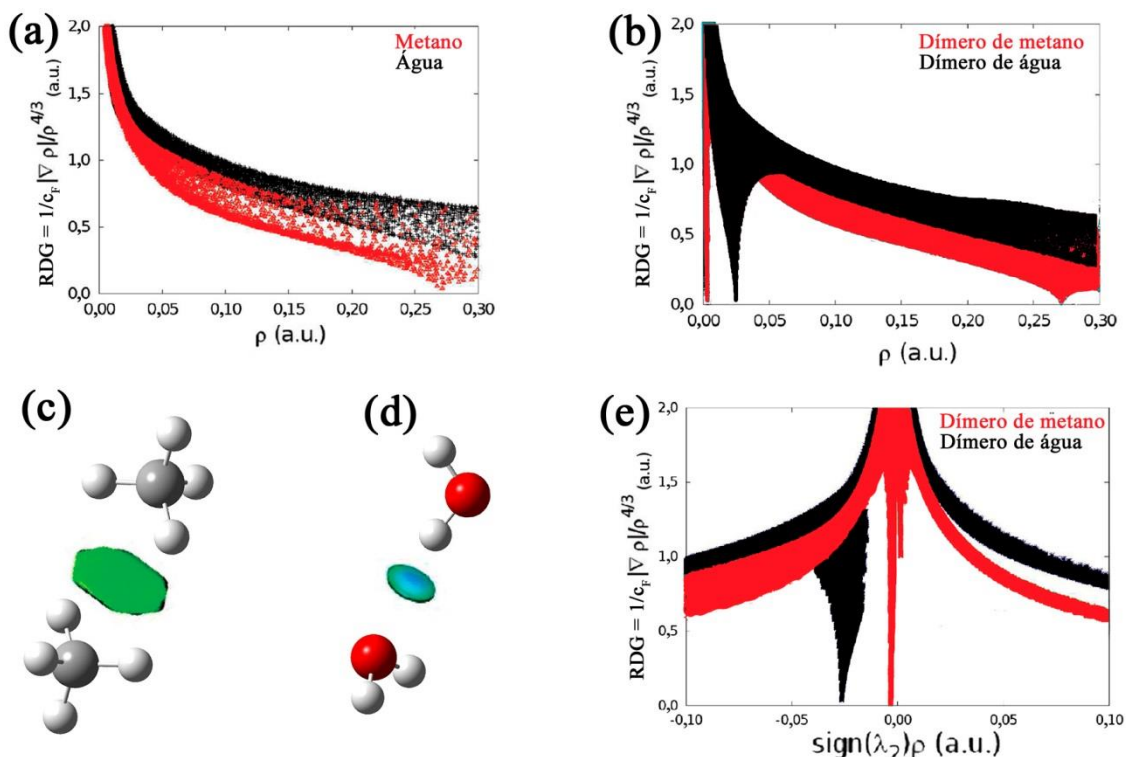 (a)
2,0
1,5
1,0
0,5
0,0
RDG = 1/c_F |∇ρ|/ρ^4/3 (a.u.)
Metano
Água
0,00 0,05 0,10 0,15 0,20 0,25 0,30
ρ (a.u.)
(b)
2,0
1,5
1,0
0,5
0,0
RDG = 1/c_F |∇ρ|/ρ^4/3 (a.u.)
Dímero de metano
Dímero de água
0,00 0,05 0,10 0,15 0,20 0,25 0,30
ρ (a.u.)
(c)
(d)
(e)
2,0
1,5
1,0
0,5
0,0
RDG = 1/c_F |∇ρ|/ρ^4/3 (a.u.)
Dímero de metano
Dímero de água
-0,10 -0,05 0,00 0,05 0,10
sign(λ_2)ρ (a.u.)